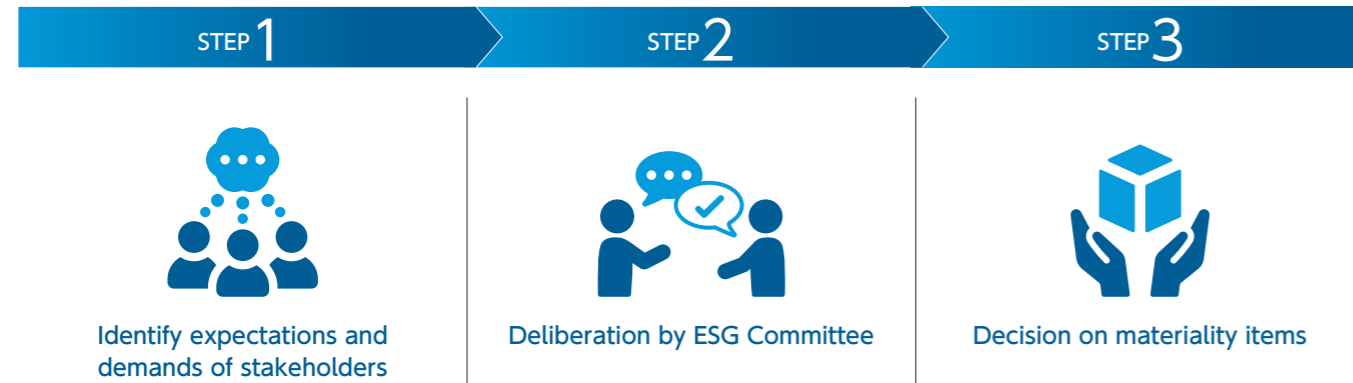 STEP 1
STEP 2
STEP 3
Identify expectations and
demands of stakeholders
Deliberation by ESG Committee
Decision on materiality items